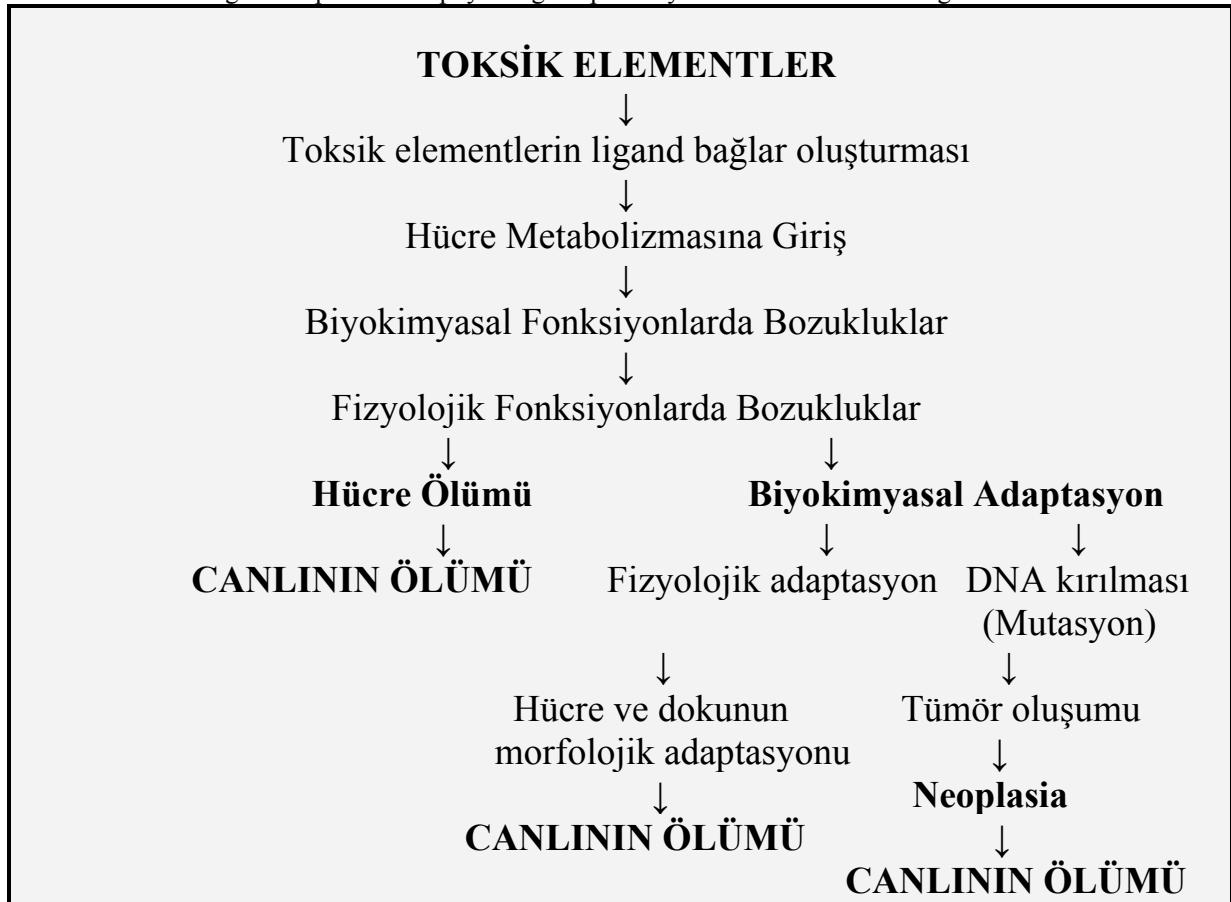 TOKSİK ELEMENTLER
↓
Toksik elementlerin ligand bağlar oluşturması
↓
Hücre Metabolizmasına Giriş
↓
Biyokimyasal Fonksiyonlarda Bozukluklar
↓
Fizyolojik Fonksiyonlarda Bozukluklar
↓ ↓
Hücre Ölümü Biyokimyasal Adaptasyon
↓ ↓ ↓
CANLININ ÖLÜMÜ Fizyolojik adaptasyon DNA kırılması
(Mutasyon)
↓ ↓
Hücre ve dokunun Tümör oluşumu
morfolojik adaptasyonu ↓
↓ Neoplasia
CANLININ ÖLÜMÜ ↓
CANLININ ÖLÜMÜ